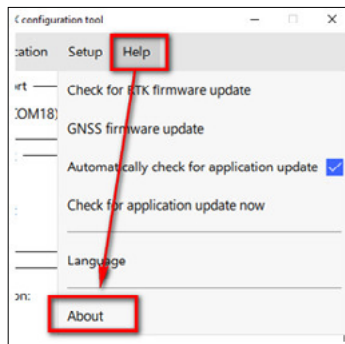 K configuration tool
ation Setup Help
rt
COM18)
Check for RTK firmware update
GNSS firmware update
Automatically check for application update
Check for application update now
Language
on:
About